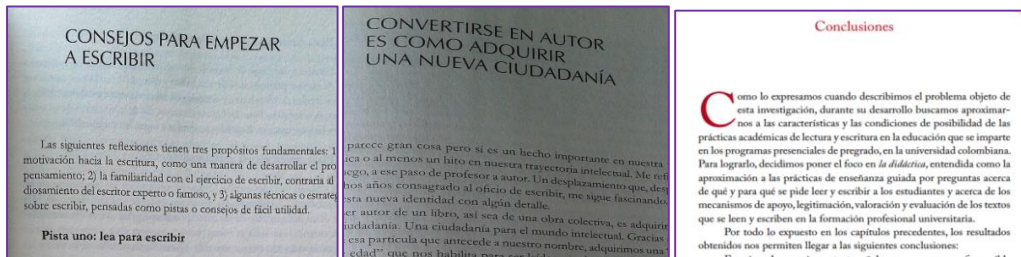 CONSEJOS PARA EMPEZAR
A ESCRIBIR
Las siguientes reflexiones tienen tres propósitos fundamentales: 1
motivación hacia la escritura, como una manera de desarrollar el pro
pensamiento; 2) la familiaridad con el ejercicio de escribir, contraria al
diosamiento del escritor experto o famoso, y 3) algunas técnicas o estrateg
sobre escribir, pensadas como pistas o consejos de fácil utilidad.
Pista uno: lea para escribir
CONVERTIRSE EN AUTOR
ES COMO ADQUIRIR
UNA NUEVA CIUDADANÍA
parece gran cosa pero sí es un hecho importante en nuestra
ica o al menos un hito en nuestra trayectoria intelectual. Me refi
uego, a ese paso de profesor a autor. Un desplazamiento que, desp
hos años consagrado al oficio de escribir, me sigue fascinando.
esta nueva identidad con algún detalle.
er autor de un libro, así sea de una obra colectiva, es adquirir
iudadanía. Una ciudadanía para el mundo intelectual. Gracias
esa partícula que antecede a nuestro nombre, adquirimos una
edad" que nos habilita para ser
Conclusiones
Como lo expresamos cuando describimos el problema objeto de
esta investigación, durante su desarrollo buscamos aproximar-
nos a las características y las condiciones de posibilidad de las
prácticas académicas de lectura y escritura en la educación que se imparte
en los programas presenciales de pregrado, en la universidad colombiana.
Para lograrlo, decidimos poner el foco en la didáctica, entendida como la
aproximación a las prácticas de enseñanza guiada por preguntas acerca
de qué y para qué se pide leer y escribir a los estudiantes y acerca de los
mecanismos de apoyo, legitimación, valoración y evaluación de los textos
que se leen y escriben en la formación profesional universitaria.
Por todo lo expuesto en los capítulos precedentes, los resultados
obtenidos nos permiten llegar a las siguientes conclusiones: